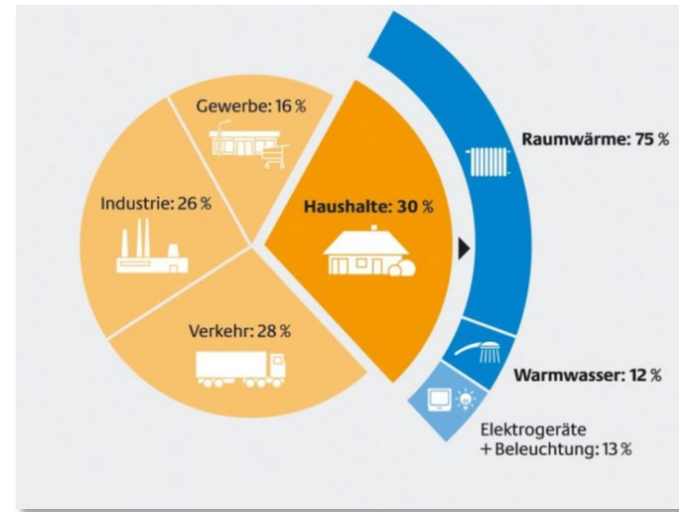 Gewerbe: 16 %
Raumwärme: 75 %
Industrie: 26 %
Haushalte: 30 %
Verkehr: 28 %
Warmwasser: 12 %
Elektrogeräte
+ Beleuchtung: 13 %